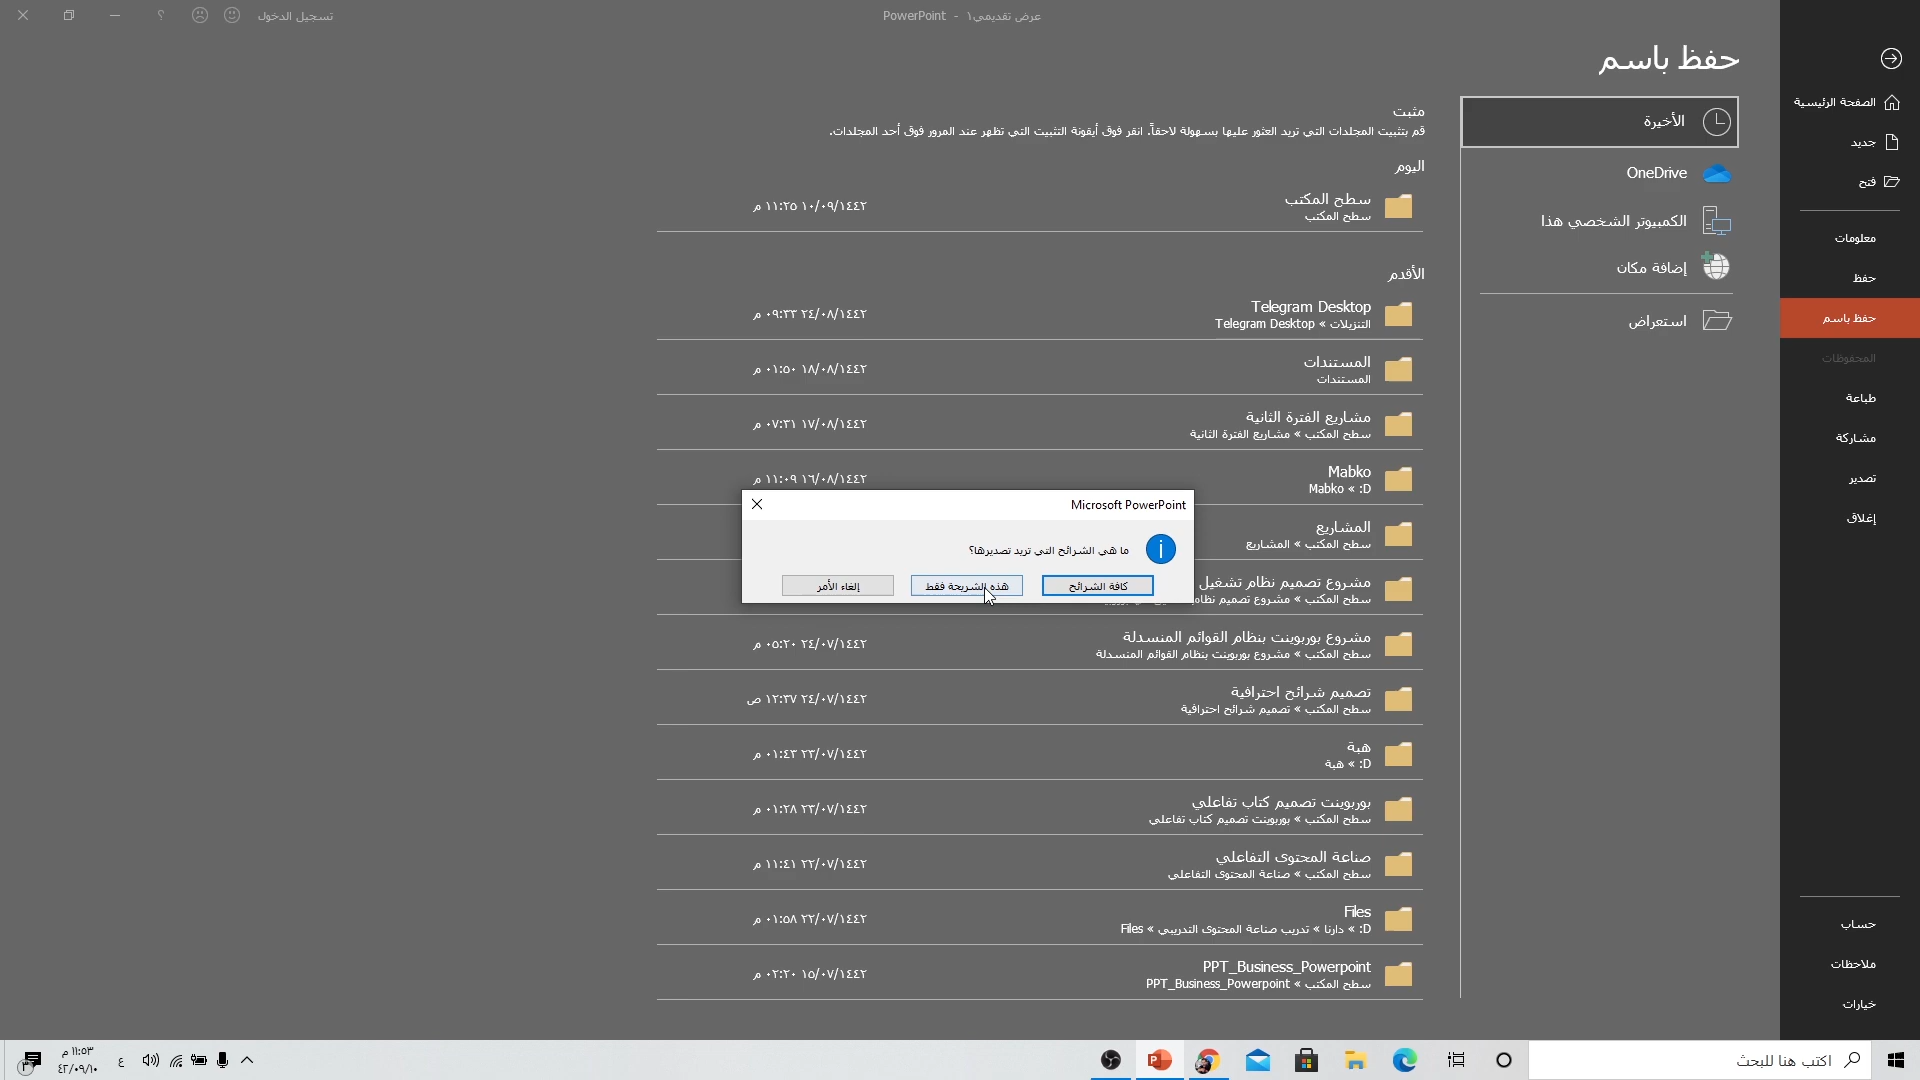 عرض تقديمي١ - PowerPoint
تسجيل الدخول
؟
حفظ باسم
الصفحة الرئيسية
جديد
فتح
معلومات
حفظ
حفظ باسم
المحفوظات
طباعة
مشاركة
تصدير
إغلاق
حساب
ملاحظات
خيارات
الأخيرة
OneDrive
الكمبيوتر الشخصي هذا
إضافة مكان
استعراض
مثبت
قم بتثبيت المجلدات التي تريد العثور عليها بسهولة لاحقاً. انقر فوق أيقونة التثبيت التي تظهر عند المرور فوق أحد المجلدات.
اليوم
سطح المكتب
سطح المكتب
١٠/٠٩/١٤٤٢ ١١:٢٥ م
الأقدم
Telegram Desktop
التنزيلات » Telegram Desktop
٢٤/٠٨/١٤٤٢ ٠٩:٣٣ م
المستندات
المستندات
١٨/٠٨/١٤٤٢ ٠١:٥٠ م
مشاريع الفترة الثانية
سطح المكتب » مشاريع الفترة الثانية
١٧/٠٨/١٤٤٢ ٠٧:٣١ م
Mabko
D: » Mabko
١٦/٠٨/١٤٤٢ ١١:٠٩ م
المشاريع
سطح المكتب » المشاريع
مشروع تصميم نظام تشغيل
سطح المكتب » مشروع تصميم نظام
مشروع بوربوينت بنظام القوائم المنسدلة
سطح المكتب » مشروع بوربوينت بنظام القوائم المنسدلة
٢٤/٠٧/١٤٤٢ ٠٥:٢٠ م
تصميم شرائح احترافية
سطح المكتب » تصميم شرائح احترافية
٢٤/٠٧/١٤٤٢ ١٢:٣٧ ص
هبة
D: » هبة
٢٣/٠٧/١٤٤٢ ٠١:٤٣ م
بوربوينت تصميم كتاب تفاعلي
سطح المكتب » بوربوينت تصميم كتاب تفاعلي
٢٣/٠٧/١٤٤٢ ٠١:٢٨ م
صناعة المحتوى التفاعلي
سطح المكتب » صناعة المحتوى التفاعلي
٢٢/٠٧/١٤٤٢ ١١:٤١ م
Files
D: » دارنا » تدريب صناعة المحتوى التدريبي » Files
٢٢/٠٧/١٤٤٢ ٠١:٥٨ م
PPT_Business_Powerpoint
سطح المكتب » PPT_Business_Powerpoint
١٥/٠٧/١٤٤٢ ٠٢:٢٠ م
Microsoft PowerPoint
ما هي الشرائح التي تريد تصديرها؟
كافة الشرائح
هذه الشريحة فقط
إلغاء الأمر
اكتب هنا للبحث
ع
١١:٥٣ م
٤٢/٠٩/١٠
٣